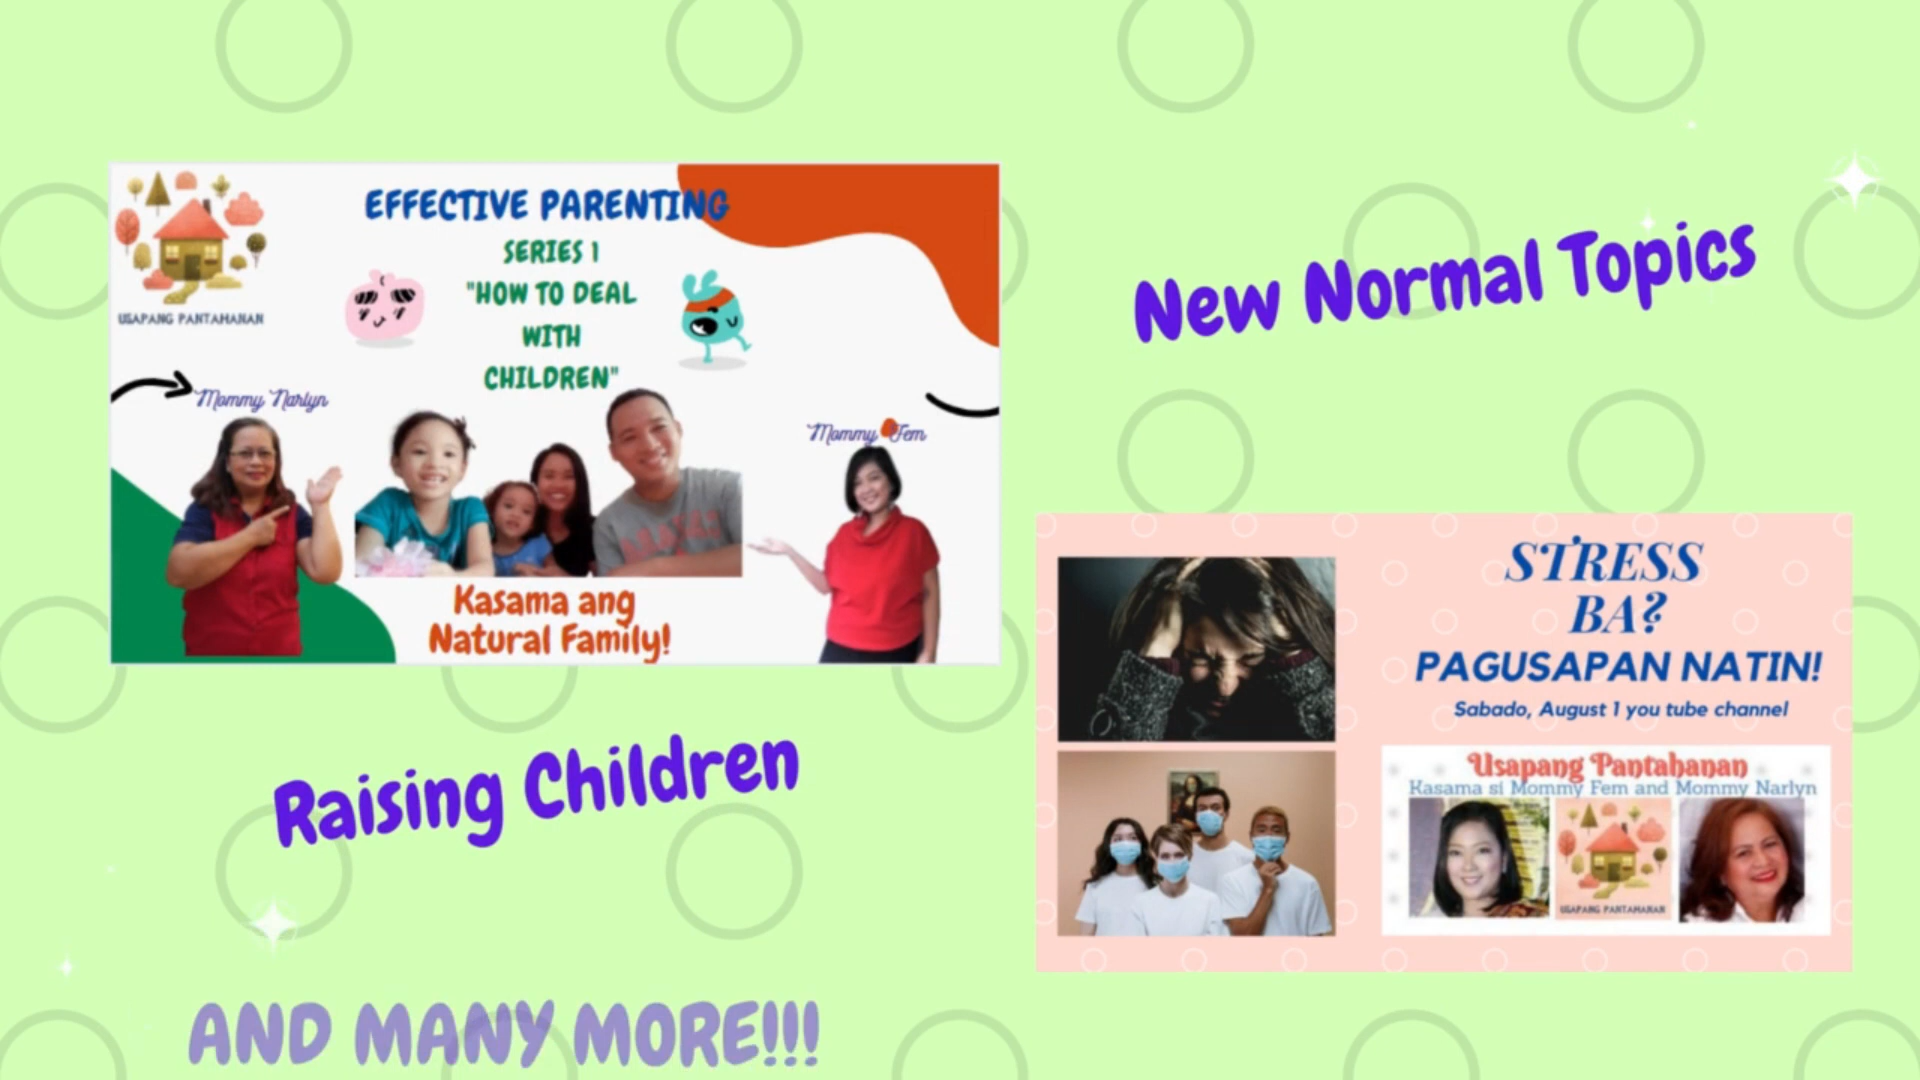 EFFECTIVE PARENTING
SERIES 1
"HOW TO DEAL
WITH
CHILDREN"
USAPANG PANTAHANAN
Mommy Narlyn
Mommy Fem
Kasama ang
Natural Family!
Raising Children
AND MANY MORE!!!
New Normal Topics
STRESS
BA?
PAGUSAPAN NATIN!
Sabado, August 1 you tube channel
Usapang Pantahanan
Kasama si Mommy Fem and Mommy Narlyn
USAPANG PANTAHANAN